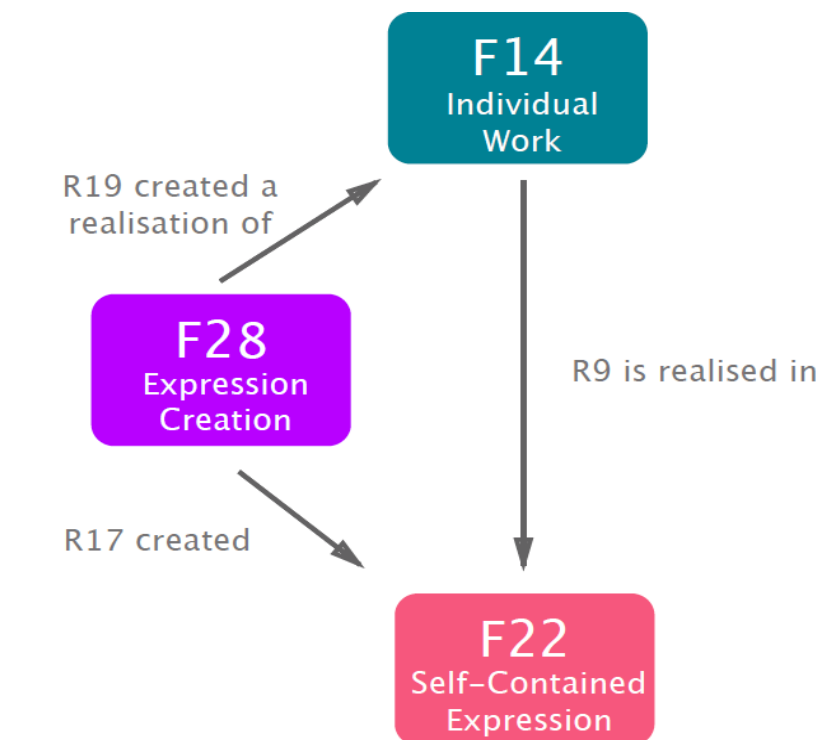 F14
Individual
Work
R19 created a
realisation of
F28
Expression
Creation
R9 is realised in
R17 created
F22
Self-Contained
Expression